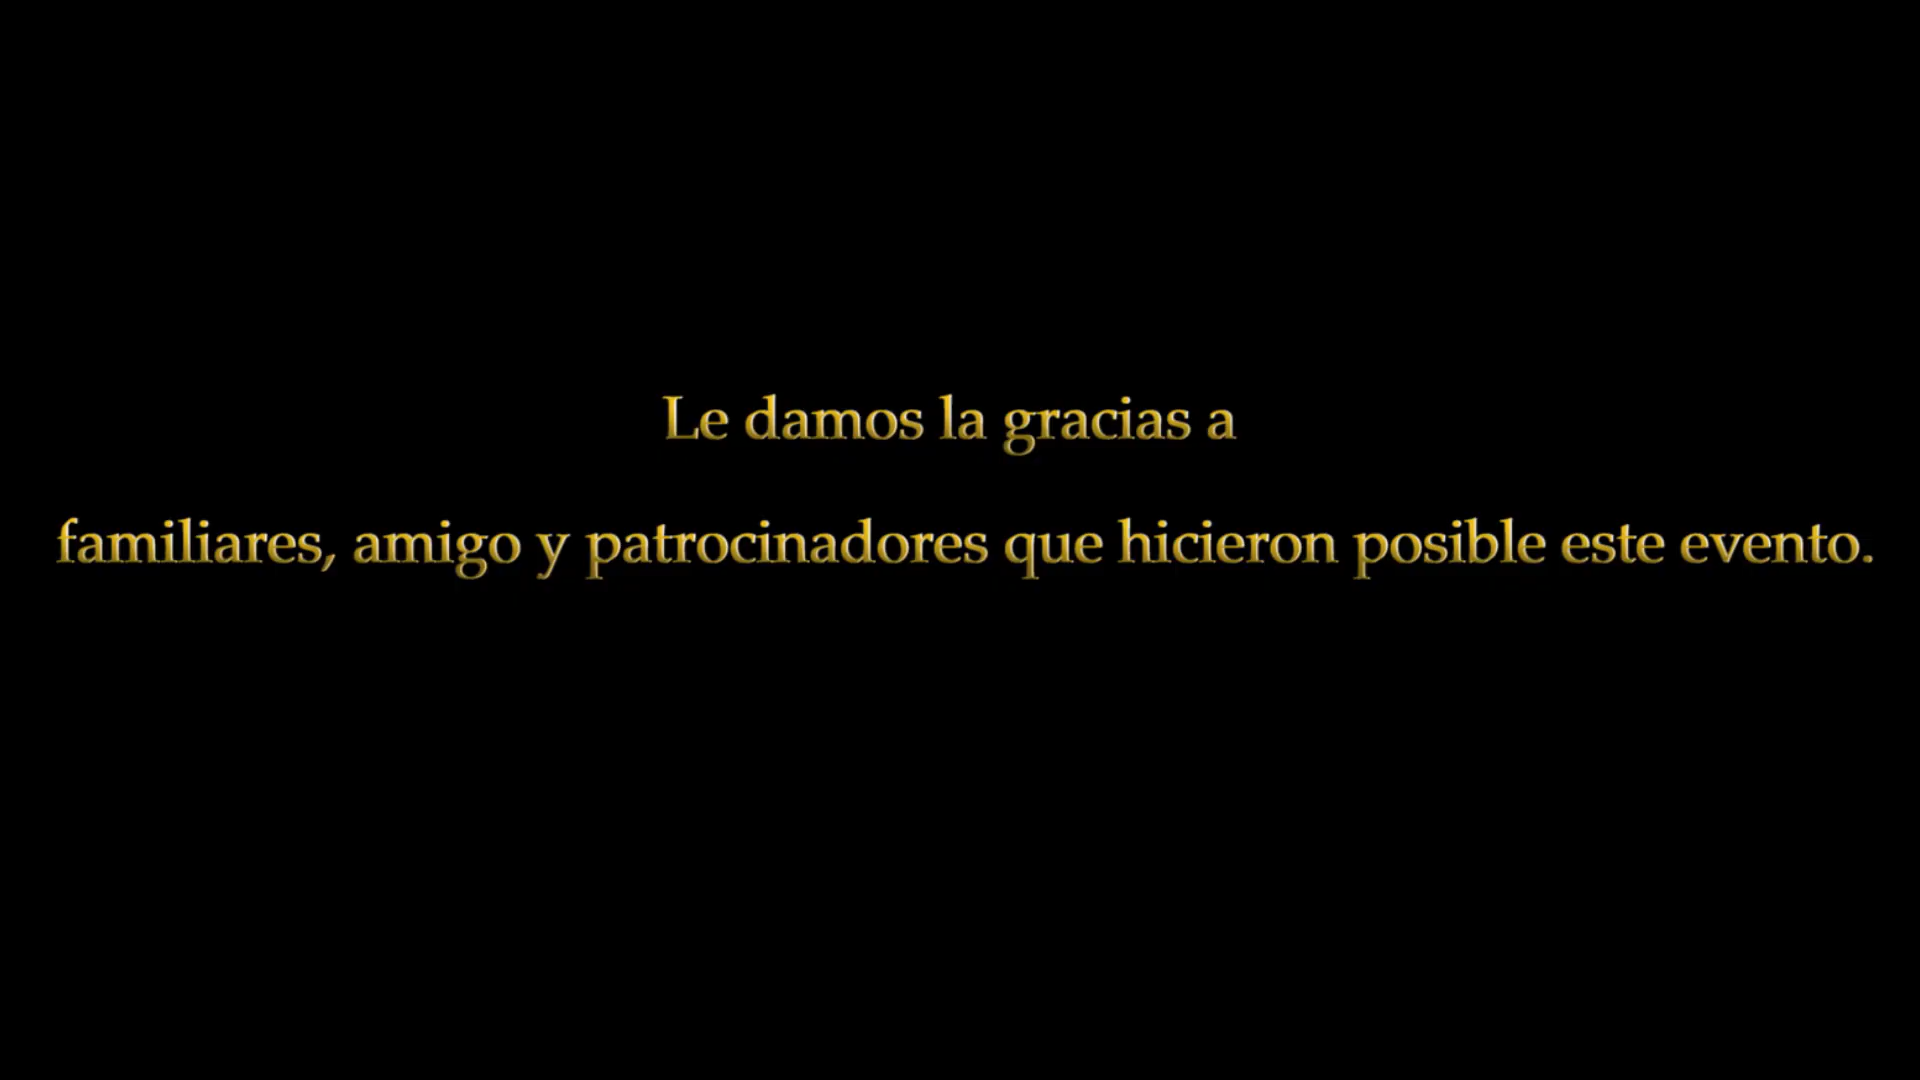 Le damos la gracias a
familiares, amigo y patrocinadores que hicieron posible este evento.